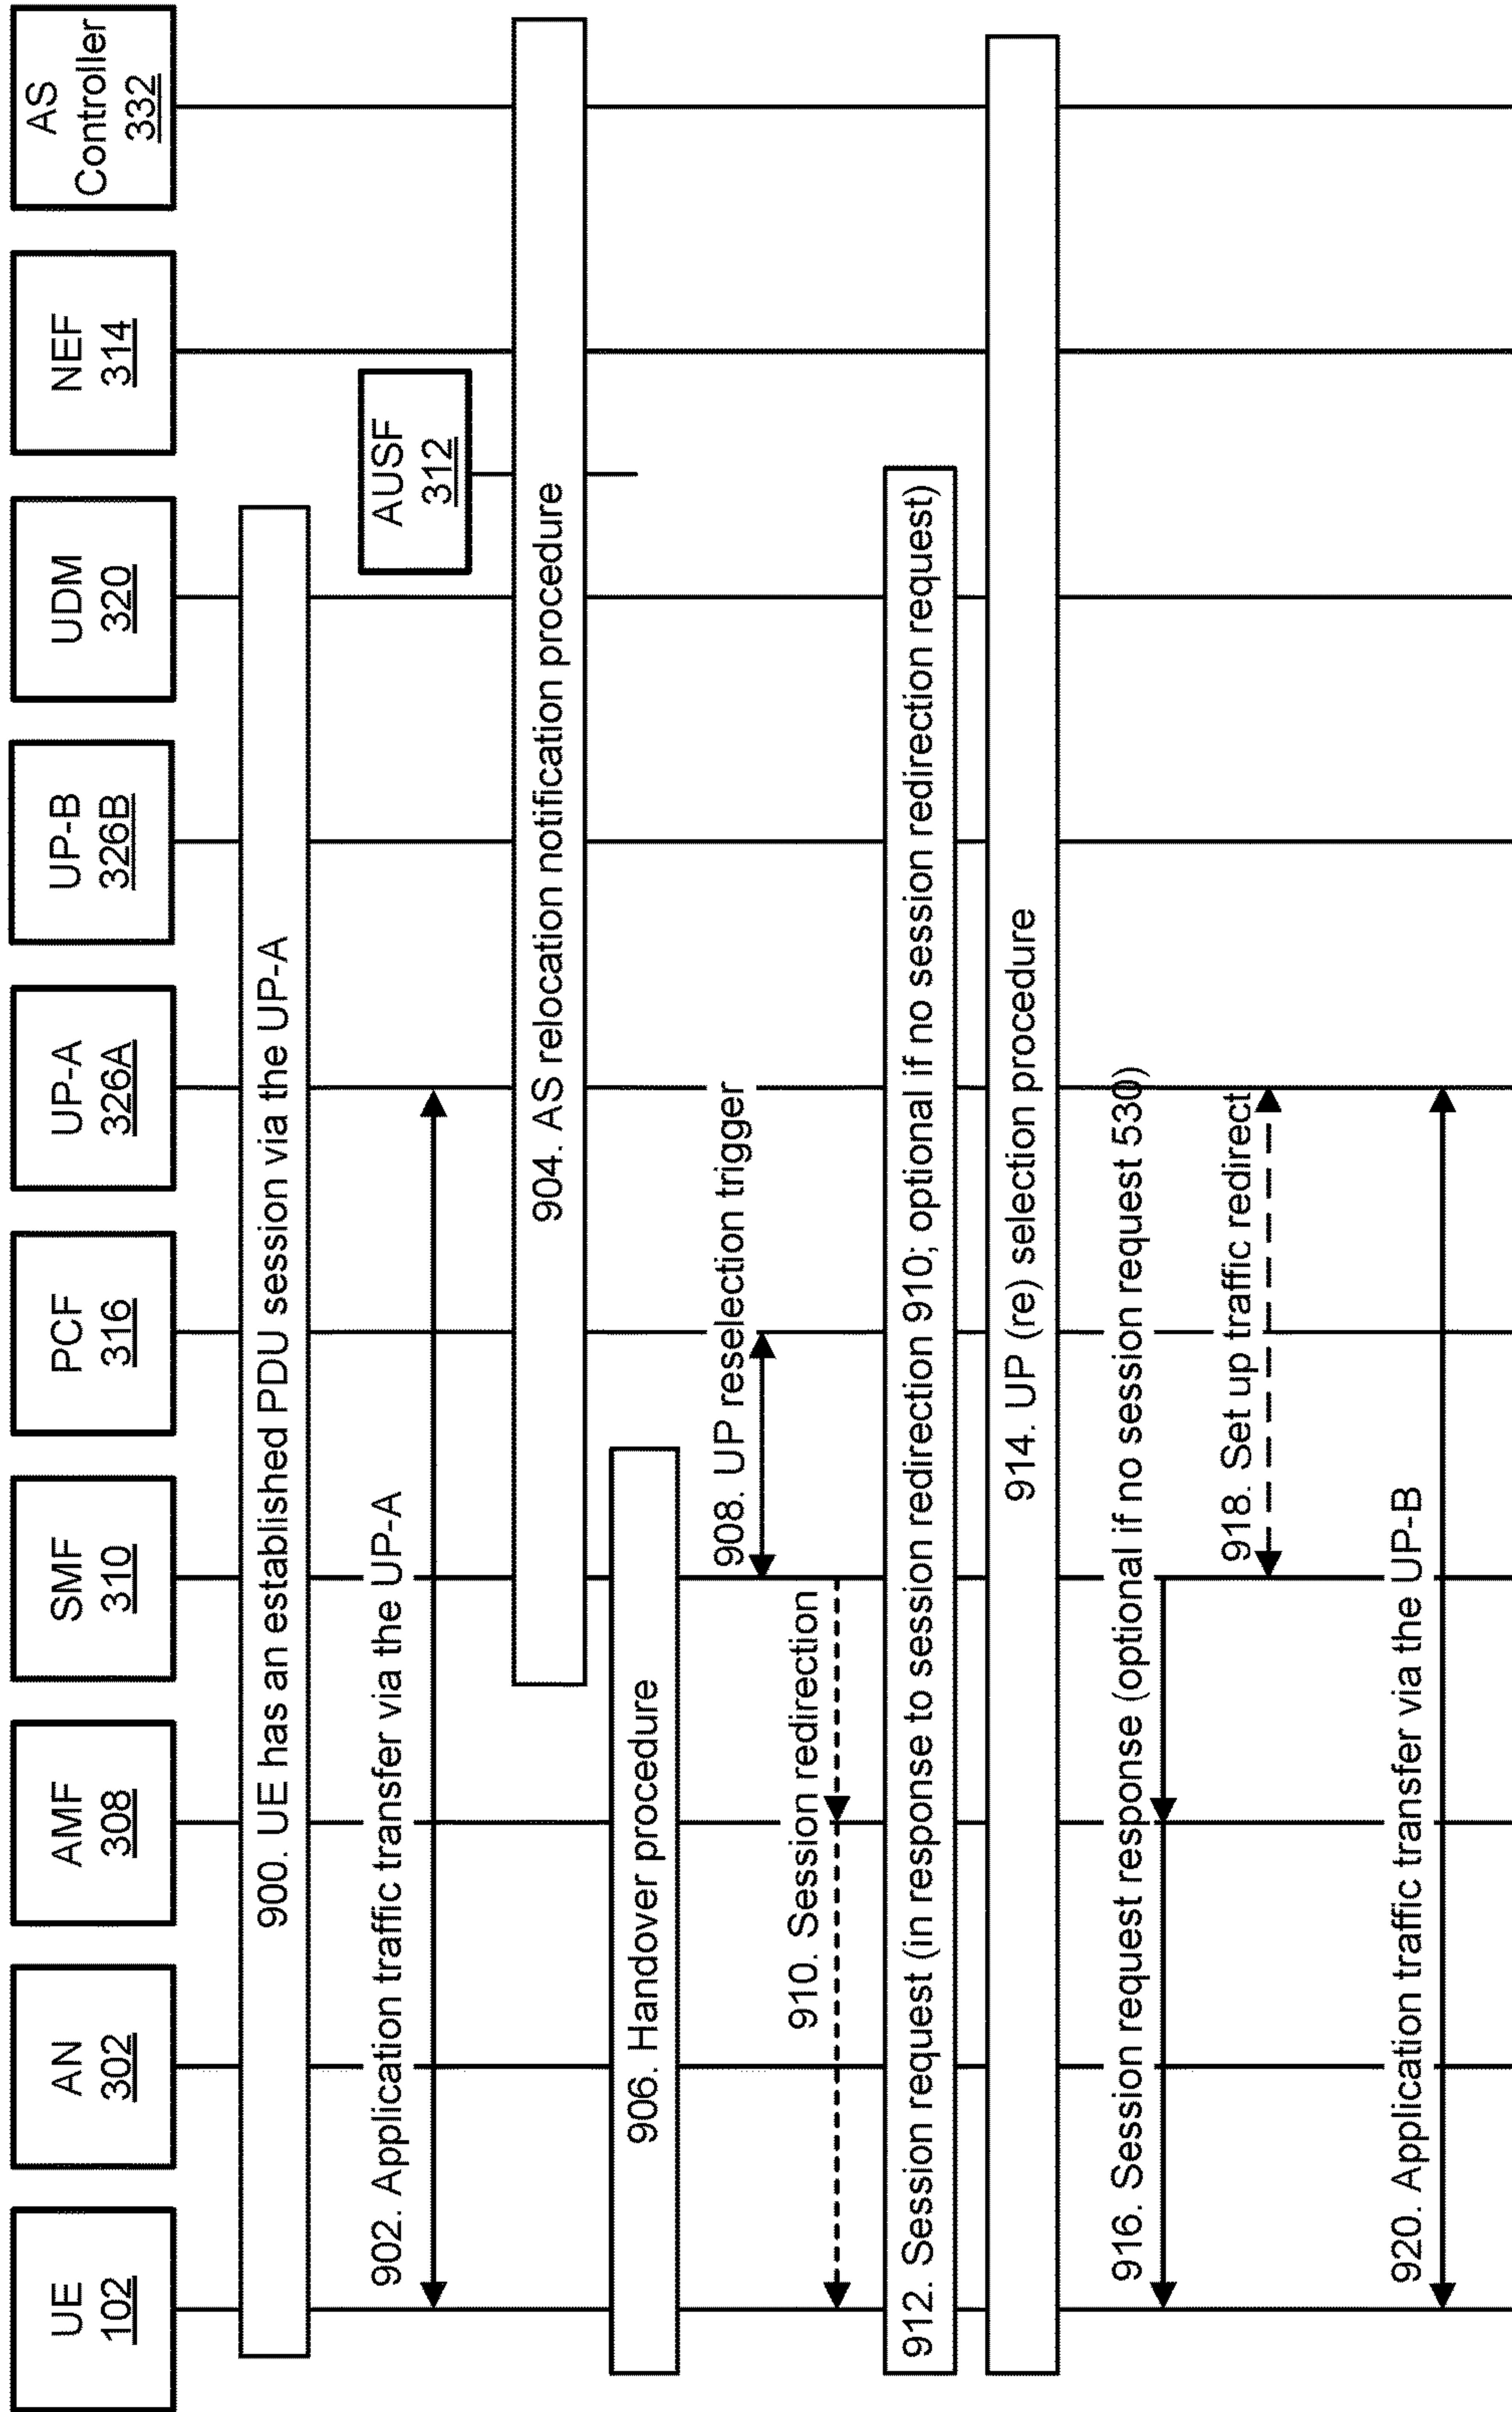 UE
102
AN
302
AMF
308
SMF
310
PCF
316
UP-A
326A
UP-B
326B
UDM
320
NEF
314
AS
Controller
332
900. UE has an established PDU session via the UP-A
AUSF
312
902. Application traffic transfer via the UP-A
904. AS relocation notification procedure
906. Handover procedure
908. UP reselection trigger
910. Session redirection
912. Session request (in response to session redirection 910; optional if no session redirection request)
914. UP (re) selection procedure
916. Session request response (optional if no session request 530)
918. Set up traffic redirect
920. Application traffic transfer via the UP-B